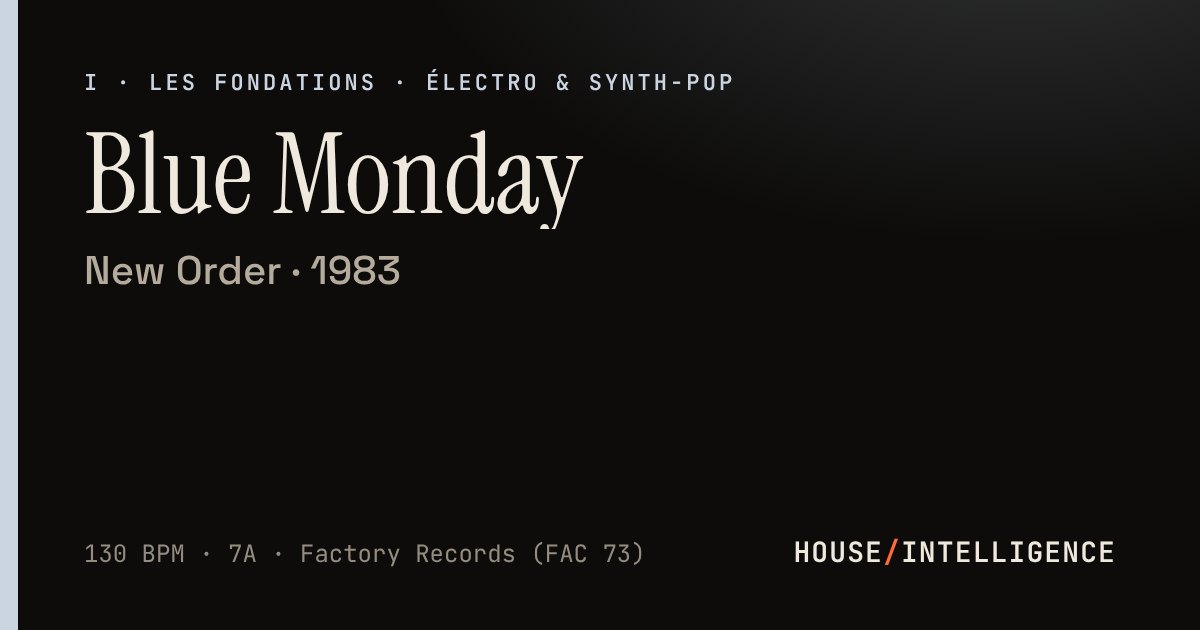 I · LES FONDATIONS · ÉLECTRO & SYNTH-POP
Blue Monday
New Order · 1983
130 BPM · 7A · Factory Records (FAC 73)
HOUSE/INTELLIGENCE